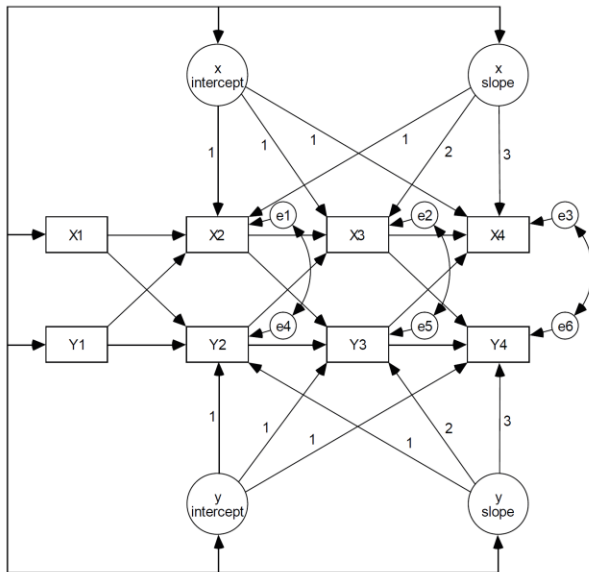 x
intercept
x
slope
1
1
1
1
2
3
X1
X2
e1
X3
e2
X4
e3
Y1
Y2
e4
Y3
e5
Y4
e6
1
1
1
1
2
3
y
intercept
y
slope